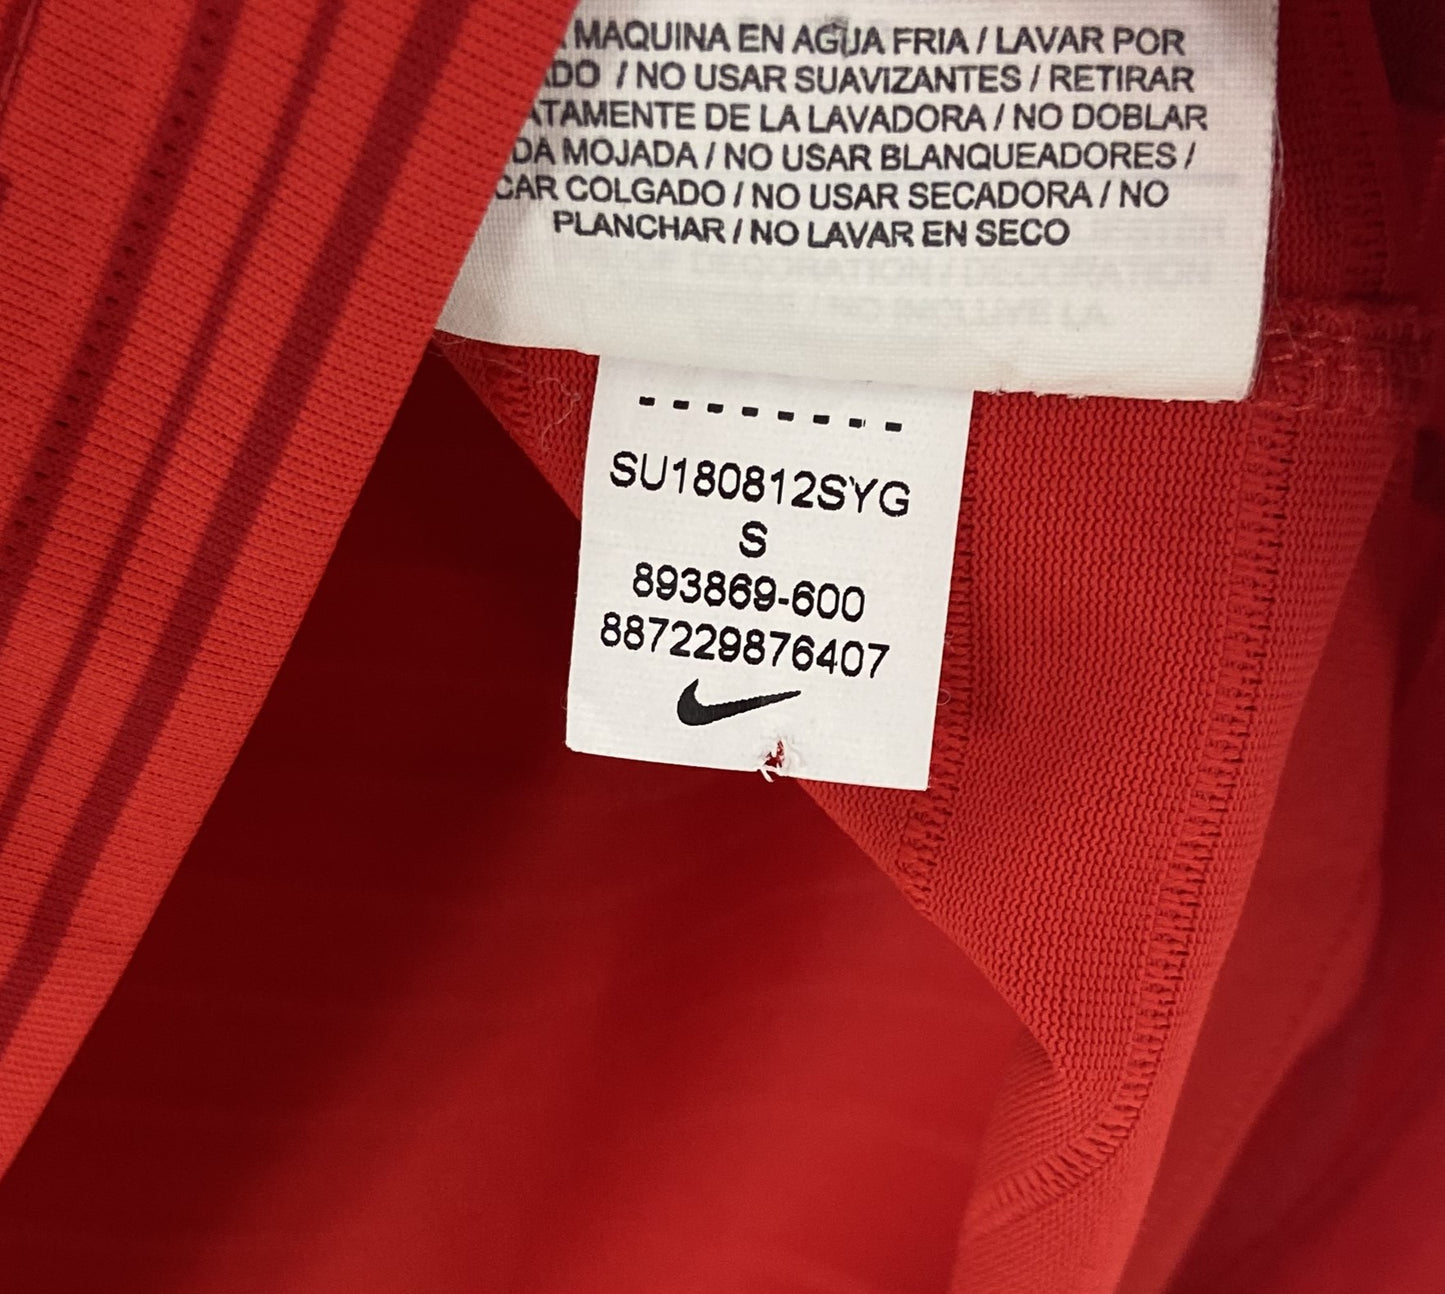 MAQUINA EN AGUA FRIA / LAVAR POR
/ NO USAR SUAVIZANTES / RETIRAR
DE LA LAVADORA / NO DOBLAR
MOJADA / NO USAR BLANQUEADORES /
COLGADO / NO USAR SECADORA / NO
PLANCHAR / NO LAVAR EN SECO
SU180812SYG
S
893869-600
887229876407